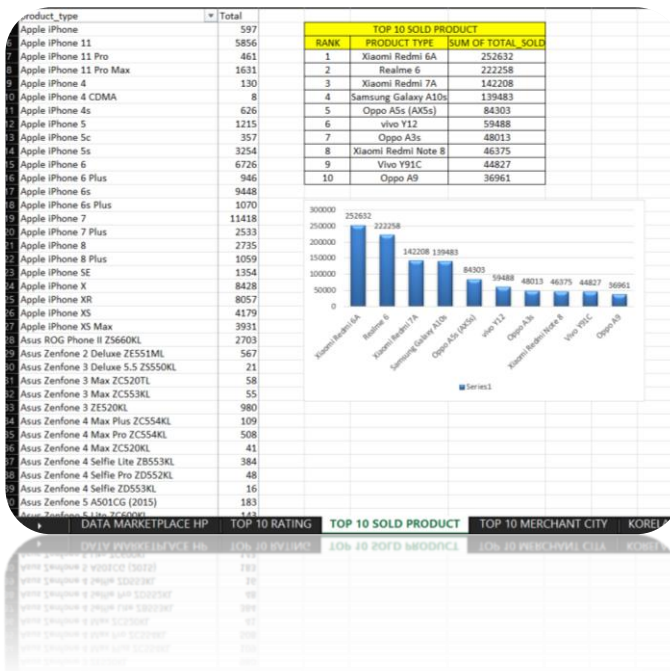 product_type Total
Apple iPhone 597
Apple iPhone 11 5856
Apple iPhone 11 Pro 461
Apple iPhone 11 Pro Max 1631
Apple iPhone 4 130
Apple iPhone 4 CDMA 8
Apple iPhone 4s 626
Apple iPhone 5 1215
Apple iPhone 5c 357
Apple iPhone 5s 3254
Apple iPhone 6 6726
Apple iPhone 6 Plus 946
Apple iPhone 6s 9448
Apple iPhone 6s Plus 1070
Apple iPhone 7 11418
Apple iPhone 7 Plus 2533
Apple iPhone 8 2735
Apple iPhone 8 Plus 1059
Apple iPhone SE 1354
Apple iPhone X 8428
Apple iPhone XR 8057
Apple iPhone XS 4179
Apple iPhone XS Max 3931
Asus ROG Phone II ZS660KL 2703
Asus Zenfone 2 Deluxe ZE551ML 567
Asus Zenfone 3 Deluxe 5.5 ZS550KL 21
Asus Zenfone 3 Max ZC520TL 58
Asus Zenfone 3 Max ZC553KL 55
Asus Zenfone 3 ZE520KL 980
Asus Zenfone 4 Max Plus ZC554KL 109
Asus Zenfone 4 Max Pro ZC554KL 508
Asus Zenfone 4 Max ZC520KL 41
Asus Zenfone 4 Selfie Lite ZB553KL 384
Asus Zenfone 4 Selfie Pro ZD552KL 48
Asus Zenfone 4 Selfie ZD553KL 16
Asus Zenfone 5 A501CG (2015) 183
Asus Zenfone 5 Lite ZC600KL 143
TOP 10 SOLD PRODUCT
RANK PRODUCT TYPE SUM OF TOTAL_SOLD
1 Xiaomi Redmi 6A 252632
2 Realme 6 222258
3 Xiaomi Redmi 7A 142208
4 Samsung Galaxy A10s 139483
5 Oppo A5s (AX5s) 84303
6 vivo Y12 59488
7 Oppo A3s 48013
8 Xiaomi Redmi Note 8 46375
9 Vivo Y91C 44827
10 Oppo A9 36961
300000
250000
200000
150000
100000
50000
0
252632 222258 142208 139483 84303 59488 48013 46375 44827 36961
Xiaomi Redmi 6A Realme 6 Xiaomi Redmi 7A Samsung Galaxy A10s Oppo A5s (AX5s) vivo Y12 Oppo A3s Xiaomi Redmi Note 8 Vivo Y91C Oppo A9
Series1
DATA MARKETPLACE HP TOP 10 RATING TOP 10 SOLD PRODUCT TOP 10 MERCHANT CITY